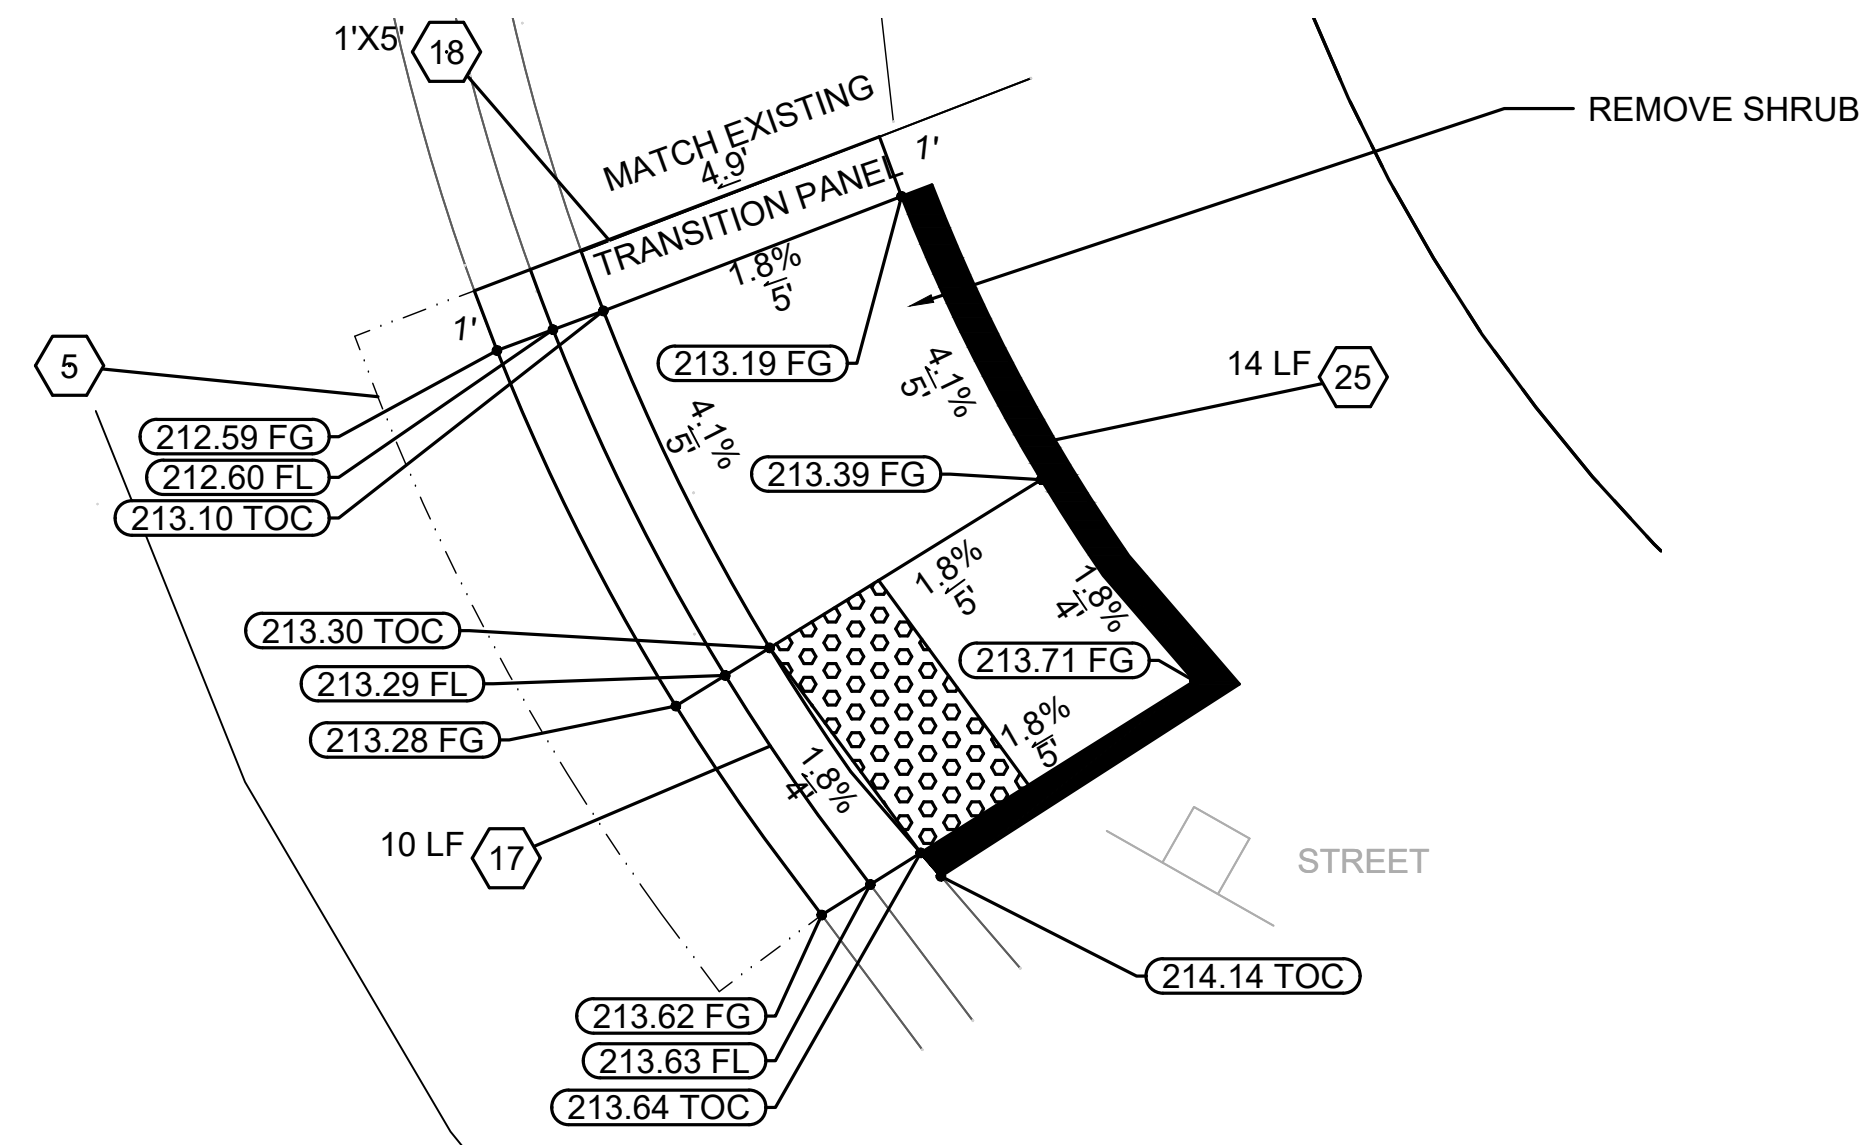 1'X5'
18
MATCH EXISTING
4.9'
1'
REMOVE SHRUB
TRANSITION PANEL
1.8%
5'
1'
5
213.19 FG
4.1%
5'
14 LF
25
212.59 FG
212.60 FL
213.10 TOC
4.1%
5'
213.39 FG
1.8%
5'
1.8%
4'
213.30 TOC
213.71 FG
213.29 FL
213.28 FG
1.8%
5'
1.8%
4'
10 LF
17
STREET
214.14 TOC
213.62 FG
213.63 FL
213.64 TOC